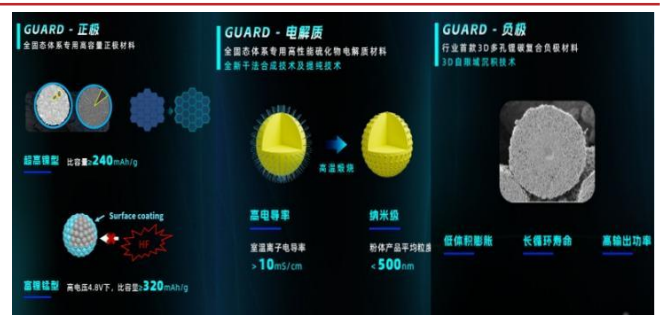 GUARD - 正极
全固态体系专用高容量正极材料
超高镍型 比容量≥240mAh/g
Surface coating
HF
富锂锰型 高电压4.8V下，比容量≥320mAh/g
GUARD - 电解质
全固态体系专用高性能硫化物电解质材料
全新干法合成技术及提纯技术
高温煅烧
高电导率
室温离子电导率
>10mS/cm
纳米级
粉体产品平均粒度
<500nm
GUARD - 负极
行业首款3D多孔锂碳复合负极材料
3D自限域沉积技术
低体积膨胀
长循环寿命
高输出功率